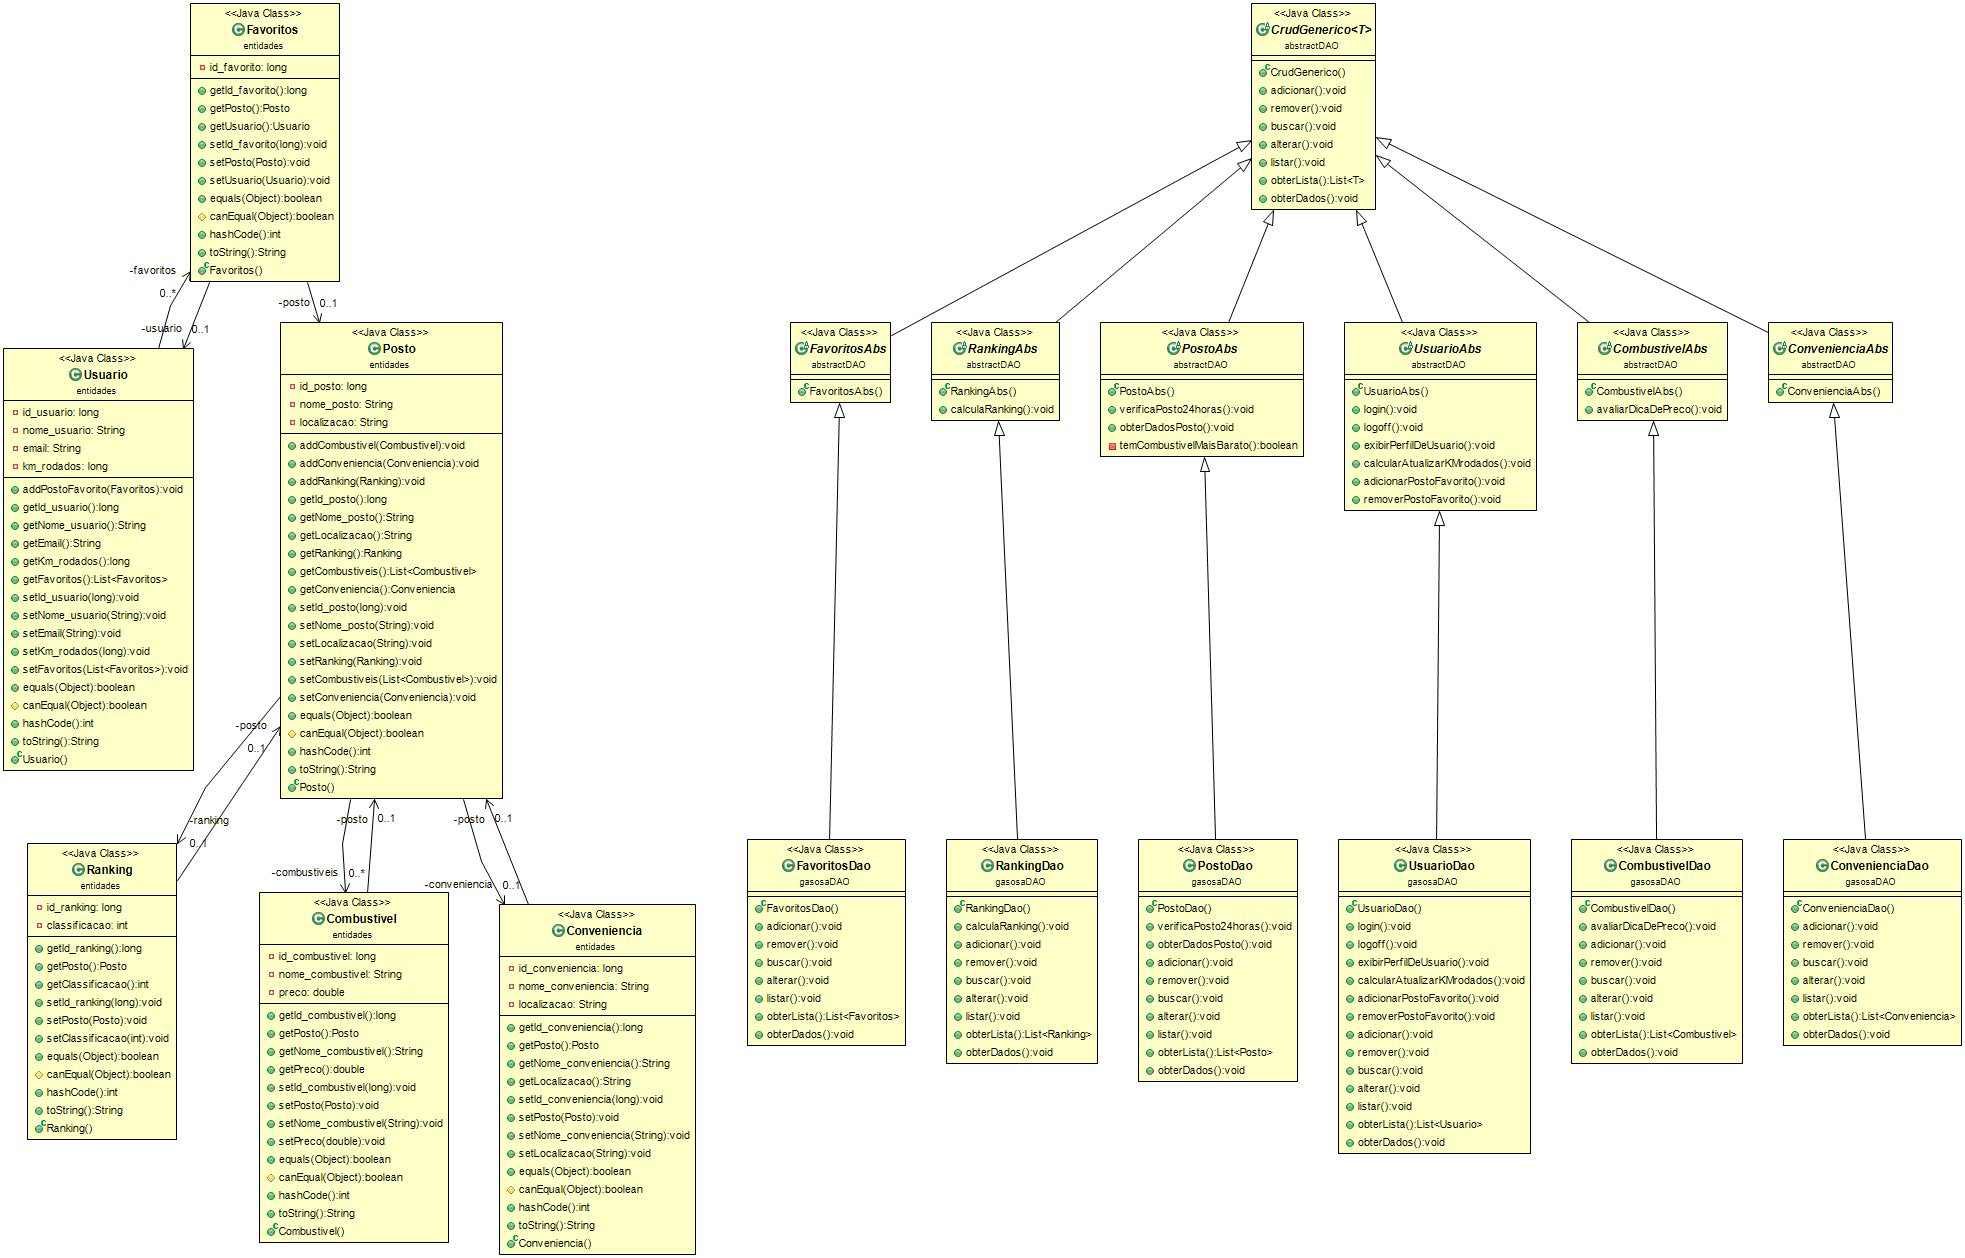 <<Java Class>>
Favoritos
entidades
id_favorito: long
getId_favorito():long
getPosto():Posto
getUsuario():Usuario
setId_favorito(long):void
setPosto(Posto):void
setUsuario(Usuario):void
equals(Object):boolean
canEqual(Object):boolean
hashCode():int
toString():String
Favoritos()
-favoritos
0..*
-usuario
0..1
-posto
0..1
<<Java Class>>
Usuario
entidades
id_usuario: long
nome_usuario: String
email: String
km_rodados: long
addPostoFavorito(Favoritos):void
getId_usuario():long
getNome_usuario():String
getEmail():String
getKm_rodados():long
getFavoritos():List<Favoritos>
setId_usuario(long):void
setNome_usuario(String):void
setEmail(String):void
setKm_rodados(long):void
setFavoritos(List<Favoritos>):void
equals(Object):boolean
canEqual(Object):boolean
hashCode():int
toString():String
Usuario()
<<Java Class>>
Posto
entidades
id_posto: long
nome_posto: String
localizacao: String
addCombustivel(Combustivel):void
addConveniencia(Conveniencia):void
addRanking(Ranking):void
getId_posto():long
getNome_posto():String
getLocalizacao():String
getRanking():Ranking
getCombustiveis():List<Combustivel>
getConveniencia():Conveniencia
setId_posto(long):void
setNome_posto(String):void
setLocalizacao(String):void
setRanking(Ranking):void
setCombustiveis(List<Combustivel>):void
setConveniencia(Conveniencia):void
equals(Object):boolean
canEqual(Object):boolean
hashCode():int
toString():String
Posto()
-posto
0..1
-ranking
0..1
-posto
0..1
-combustiveis
0..*
-posto
0..1
-conveniencia
0..1
<<Java Class>>
Ranking
entidades
id_ranking: long
classificacao: int
getId_ranking():long
getPosto():Posto
getClassificacao():int
setId_ranking(long):void
setPosto(Posto):void
setClassificacao(int):void
equals(Object):boolean
canEqual(Object):boolean
hashCode():int
toString():String
Ranking()
<<Java Class>>
Combustivel
entidades
id_combustivel: long
nome_combustivel: String
preco: double
getId_combustivel():long
getPosto():Posto
getNome_combustivel():String
getPreco():double
setId_combustivel(long):void
setPosto(Posto):void
setNome_combustivel(String):void
setPreco(double):void
equals(Object):boolean
canEqual(Object):boolean
hashCode():int
toString():String
Combustivel()
<<Java Class>>
Conveniencia
entidades
id_conveniencia: long
nome_conveniencia: String
localizacao: String
getId_conveniencia():long
getPosto():Posto
getNome_conveniencia():String
getLocalizacao():String
setId_conveniencia(long):void
setPosto(Posto):void
setNome_conveniencia(String):void
setLocalizacao(String):void
equals(Object):boolean
canEqual(Object):boolean
hashCode():int
toString():String
Conveniencia()
<<Java Class>>
CrudGenerico<T>
abstractDAO
CrudGenerico()
adicionar():void
remover():void
buscar():void
alterar():void
listar():void
obterLista():List<T>
obterDados():void
<<Java Class>>
FavoritosAbs
abstractDAO
FavoritosAbs()
<<Java Class>>
RankingAbs
abstractDAO
RankingAbs()
calculaRanking():void
<<Java Class>>
PostoAbs
abstractDAO
PostoAbs()
verificaPosto24horas():void
obterDadosPosto():void
temCombustivelMaisBarato():boolean
<<Java Class>>
UsuarioAbs
abstractDAO
UsuarioAbs()
login():void
logoff():void
exibirPerfilDeUsuario():void
calcularAtualizarKMrodados():void
adicionarPostoFavorito():void
removerPostoFavorito():void
<<Java Class>>
CombustivelAbs
abstractDAO
CombustivelAbs()
avaliarDicaDePreco():void
<<Java Class>>
ConvenienciaAbs
abstractDAO
ConvenienciaAbs()
<<Java Class>>
FavoritosDao
gasosaDAO
FavoritosDao()
adicionar():void
remover():void
buscar():void
alterar():void
listar():void
obterLista():List<Favoritos>
obterDados():void
<<Java Class>>
RankingDao
gasosaDAO
RankingDao()
calculaRanking():void
adicionar():void
remover():void
buscar():void
alterar():void
listar():void
obterLista():List<Ranking>
obterDados():void
<<Java Class>>
PostoDao
gasosaDAO
PostoDao()
verificaPosto24horas():void
obterDadosPosto():void
adicionar():void
remover():void
buscar():void
alterar():void
listar():void
obterLista():List<Posto>
obterDados():void
<<Java Class>>
UsuarioDao
gasosaDAO
UsuarioDao()
login():void
logoff():void
exibirPerfilDeUsuario():void
calcularAtualizarKMrodados():void
adicionarPostoFavorito():void
removerPostoFavorito():void
adicionar():void
remover():void
buscar():void
alterar():void
listar():void
obterLista():List<Usuario>
obterDados():void
<<Java Class>>
CombustivelDao
gasosaDAO
CombustivelDao()
avaliarDicaDePreco():void
adicionar():void
remover():void
buscar():void
alterar():void
listar():void
obterLista():List<Combustivel>
obterDados():void
<<Java Class>>
ConvenienciaDao
gasosaDAO
ConvenienciaDao()
adicionar():void
remover():void
buscar():void
alterar():void
listar():void
obterLista():List<Conveniencia>
obterDados():void